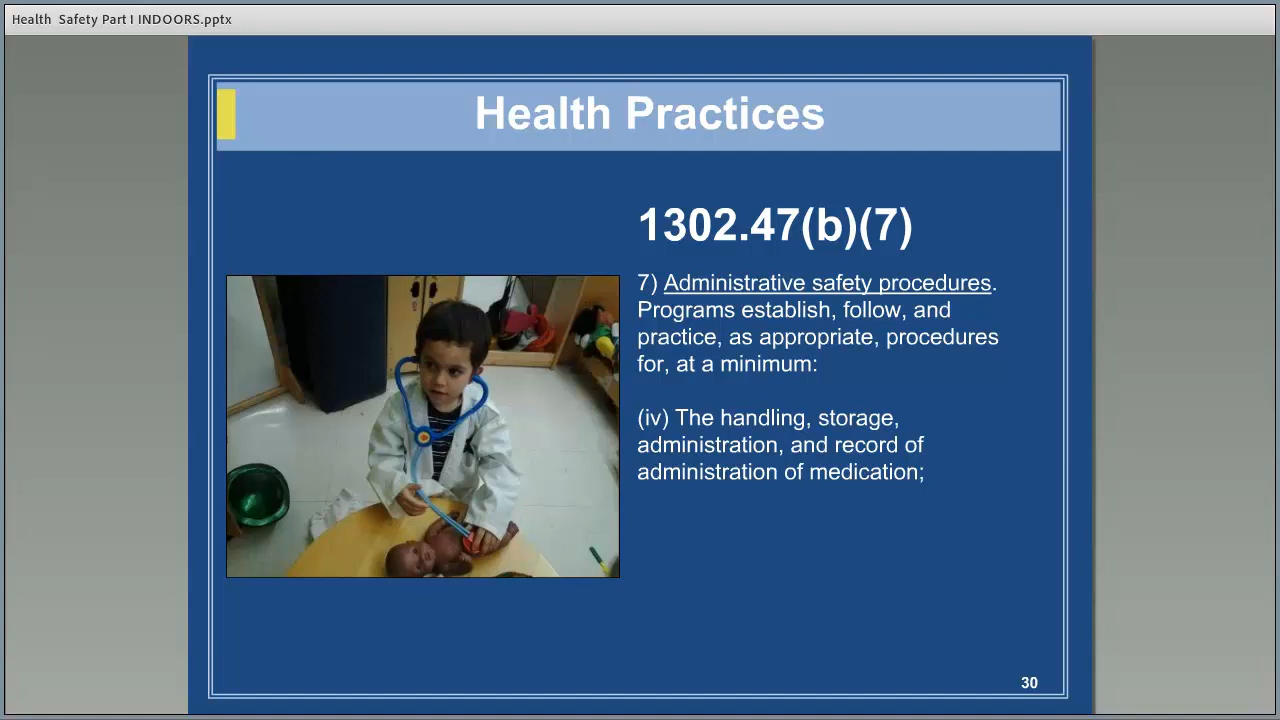 Health  Safety Part I INDOORS.pptx
Health Practices
1302.47(b)(7)
7) Administrative safety procedures.
Programs establish, follow, and
practice, as appropriate, procedures
for, at a minimum:
(iv) The handling, storage,
administration, and record of
administration of medication;
30